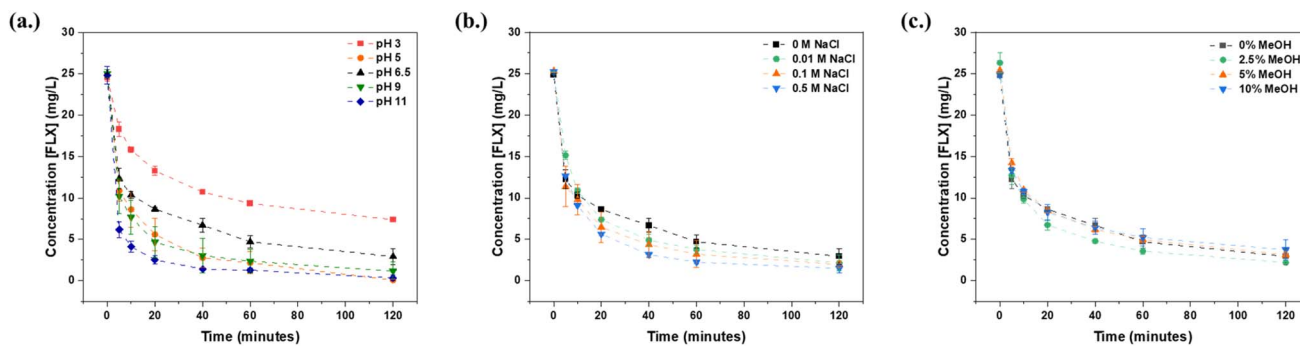 (a.)
Concentration [FLX] (mg/L)
30
25
20
15
10
5
0
pH 3
pH 5
pH 6.5
pH 9
pH 11
0
20
40
60
80
100
120
Time (minutes)
(b.)
Concentration [FLX] (mg/L)
30
25
20
15
10
5
0
0 M NaCl
0.01 M NaCl
0.1 M NaCl
0.5 M NaCl
0
20
40
60
80
100
120
Time (minutes)
(c.)
Concentration [FLX] (mg/L)
30
25
20
15
10
5
0
0% MeOH
2.5% MeOH
5% MeOH
10% MeOH
0
20
40
60
80
100
120
Time (minutes)